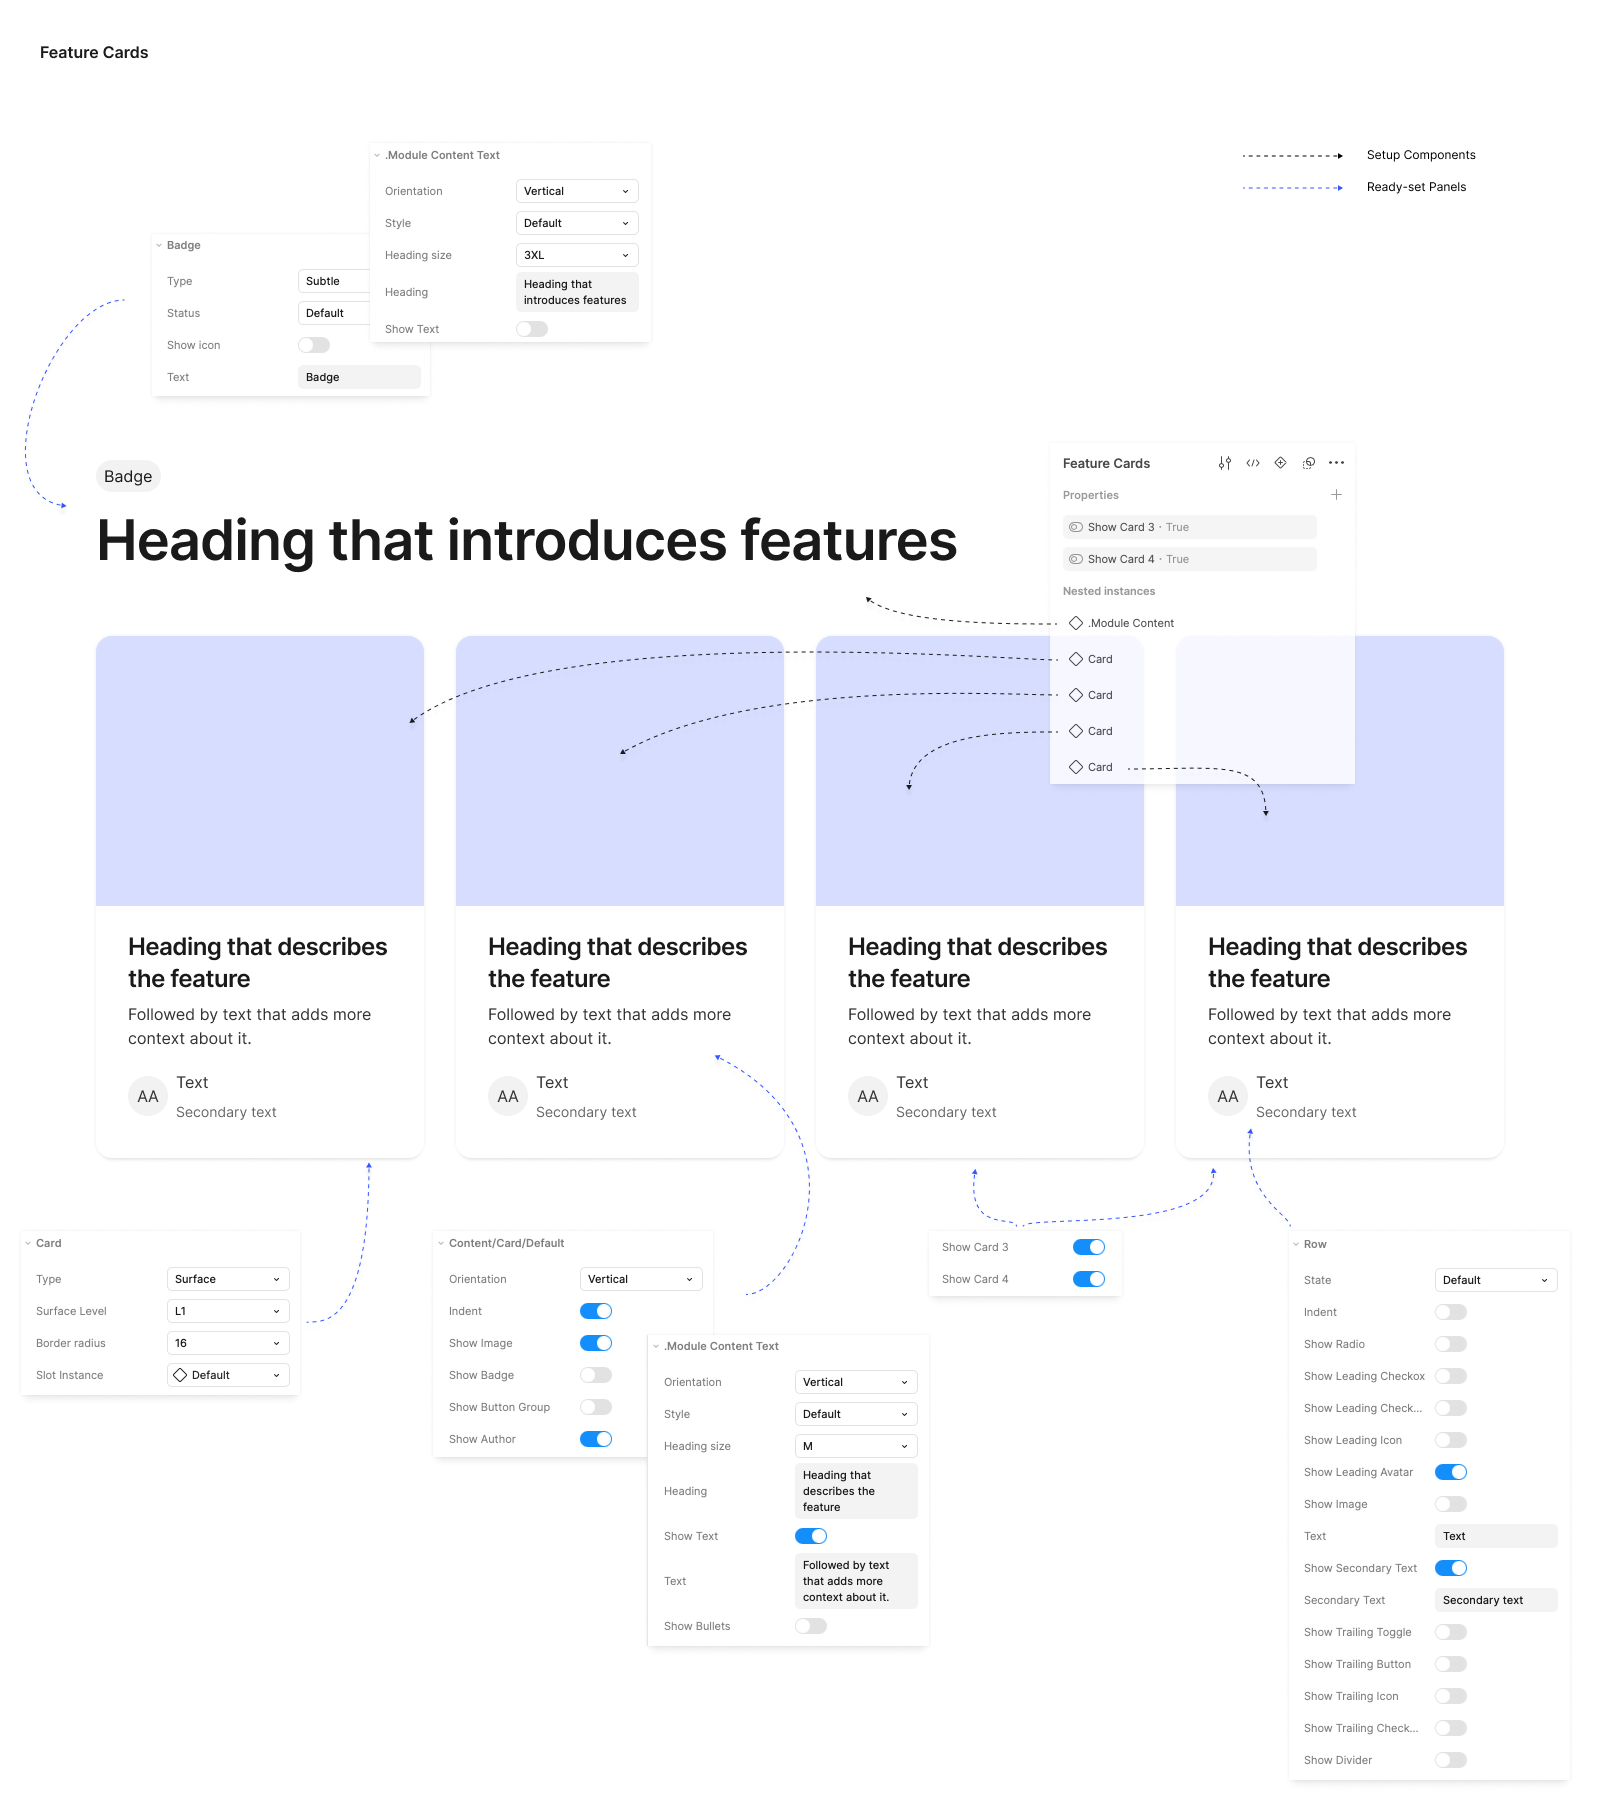 Feature Cards
Setup Components
Ready-set Panels
.Module Content Text
Orientation
Vertical
Style
Default
Heading size
3XL
Heading
Heading that
introduces features
Show Text
Badge
Type
Subtle
Status
Default
Show icon
Text
Badge
Badge
Heading that introduces features
Feature Cards
Properties
Show Card 3 · True
Show Card 4 · True
Nested instances
.Module Content
Card
Card
Card
Card
Heading that describes
the feature
Followed by text that adds more
context about it.
AA
Text
Secondary text
Heading that describes
the feature
Followed by text that adds more
context about it.
AA
Text
Secondary text
Heading that describes
the feature
Followed by text that adds more
context about it.
AA
Text
Secondary text
Heading that describes
the feature
Followed by text that adds more
context about it.
AA
Text
Secondary text
Card
Type
Surface
Surface Level
L1
Border radius
16
Slot Instance
Default
Content/Card/Default
Orientation
Vertical
Indent
Show Image
Show Badge
Show Button Group
Show Author
.Module Content Text
Orientation
Vertical
Style
Default
Heading size
M
Heading
Heading that
describes the
feature
Show Text
Text
Followed by text
that adds more
context about it.
Show Bullets
Show Card 3
Show Card 4
Row
State
Default
Indent
Show Radio
Show Leading Checkox
Show Leading Check...
Show Leading Icon
Show Leading Avatar
Show Image
Text
Text
Show Secondary Text
Secondary Text
Secondary text
Show Trailing Toggle
Show Trailing Button
Show Trailing Icon
Show Trailing Check...
Show Divider